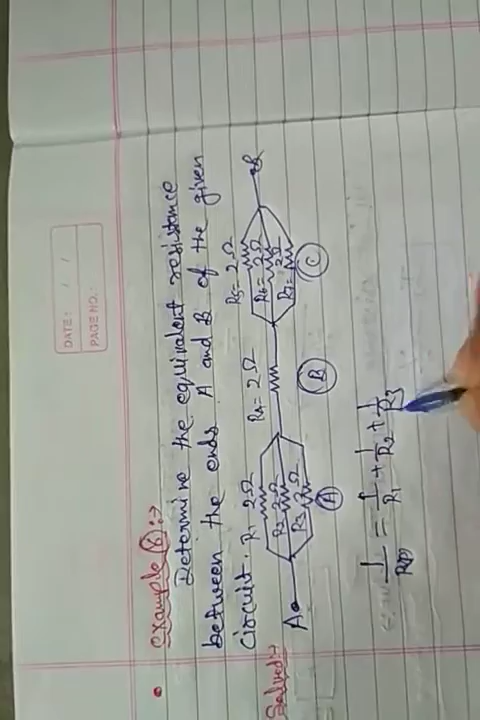 DATE: / /
PAGE NO.:
• example (6) :→
Determine the equivalent resistance
between the ends A and B of the given
circuit.
R1 2Ω
R2 = 2Ω
R3 = 2Ω
R4 = 2Ω
R5 = 2Ω
R6 = 2Ω
R7 = 2Ω
A
B
Solved:→
A
B
C
1/RP = 1/R1 + 1/R2 + 1/R3